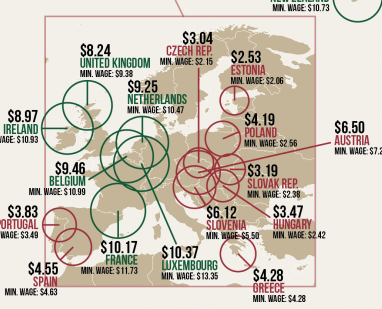 NEW ZEALAND
MIN. WAGE: $10.73
$3.04
CZECH REP.
MIN. WAGE: $2.15
$8.24
UNITED KINGDOM
MIN. WAGE: $9.38
$2.53
ESTONIA
MIN. WAGE: $2.06
$9.25
NETHERLANDS
MIN. WAGE: $10.47
$8.97
IRELAND
WAGE: $10.93
$4.19
POLAND
MIN. WAGE: $2.56
$6.50
AUSTRIA
MIN. WAGE: $7.2
$9.46
BELGIUM
MIN. WAGE: $10.99
$3.19
SLOVAK REP.
MIN. WAGE: $2.38
$3.83
PORTUGAL
WAGE: $3.49
$6.12
SLOVENIA
MIN. WAGE: $5.50
$3.47
HUNGARY
MIN. WAGE: $2.42
$10.17
FRANCE
MIN. WAGE: $11.73
$10.37
LUXEMBOURG
MIN. WAGE: $13.35
$4.55
SPAIN
MIN. WAGE: $4.63
$4.28
GREECE
MIN. WAGE: $4.28